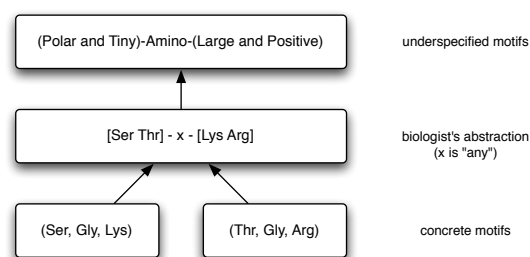 (Polar and Tiny)-Amino-(Large and Positive)
underspecified motifs
[Ser Thr] - x - [Lys Arg]
biologist's abstraction
(x is "any")
(Ser, Gly, Lys)
(Thr, Gly, Arg)
concrete motifs